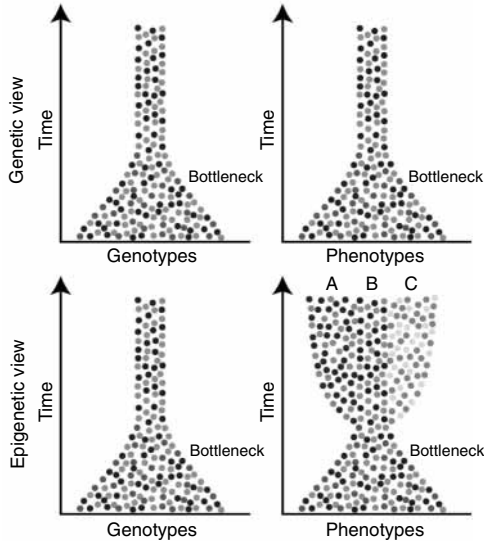 Genetic view
Time
Bottleneck
Genotypes
Time
Bottleneck
Phenotypes
Epigenetic view
Time
Bottleneck
Genotypes
A B C
Time
Bottleneck
Phenotypes